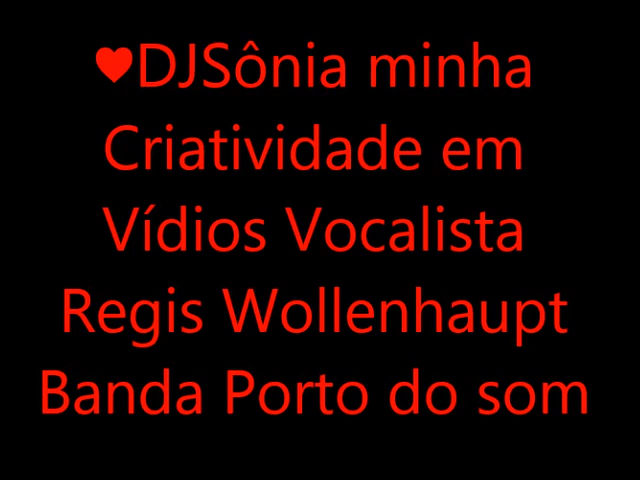 ♥DJSônia minha
Criatividade em
Vídios Vocalista
Regis Wollenhaupt
Banda Porto do som